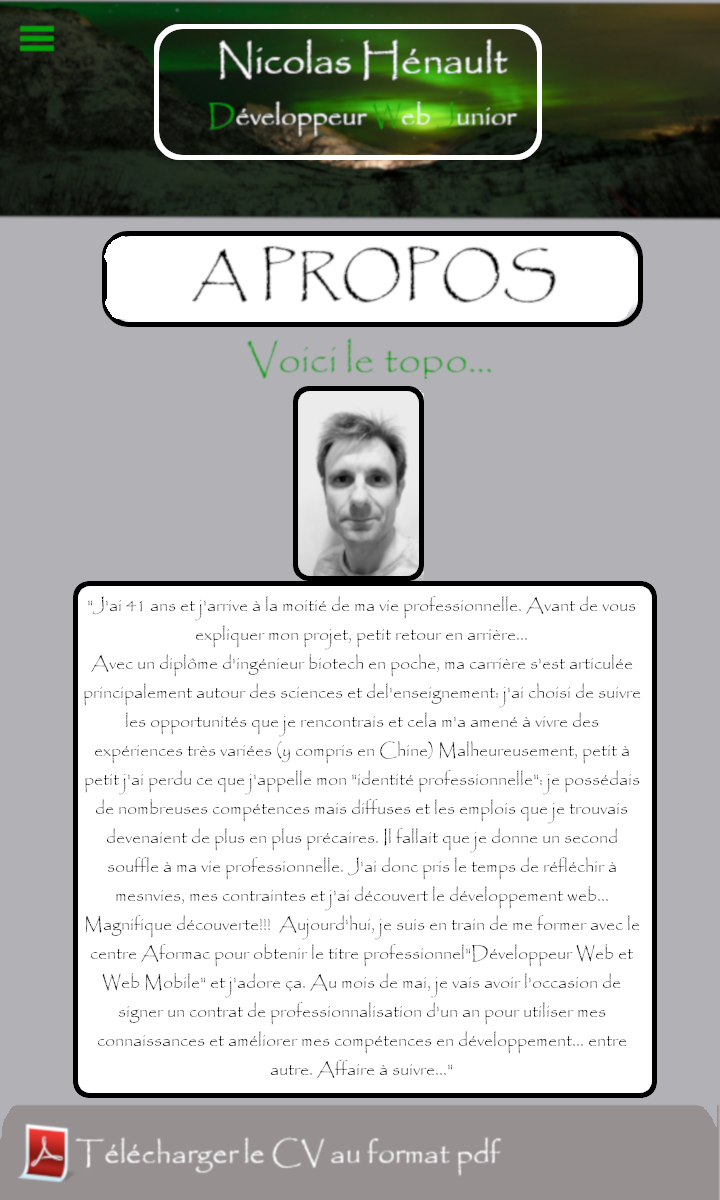 Nicolas Hénault
Développeur Web Junior
A PROPOS
Voici le topo...
"J'ai 41 ans et j'arrive à la moitié de ma vie professionnelle. Avant de vous
expliquer mon projet, petit retour en arrière...
Avec un diplôme d'ingénieur biotech en poche, ma carrière s'est articulée
principalement autour des sciences et del'enseignement: j'ai choisi de suivre
les opportunités que je rencontrais et cela m'a amené à vivre des
expériences très variées (y compris en Chine) Malheureusement, petit à
petit j'ai perdu ce que j'appelle mon "identité professionnelle": je possédais
de nombreuses compétences mais diffuses et les emplois que je trouvais
devenaient de plus en plus précaires. Il fallait que je donne un second
souffle à ma vie professionnelle. J'ai donc pris le temps de réfléchir à
mesnvies, mes contraintes et j'ai découvert le développement web...
Magnifique découverte!!! Aujourd'hui, je suis en train de me former avec le
centre Aformac pour obtenir le titre professionnel"Développeur Web et
Web Mobile" et j'adore ça. Au mois de mai, je vais avoir l'occasion de
signer un contrat de professionnalisation d'un an pour utiliser mes
connaissances et améliorer mes compétences en développement... entre
autre. Affaire à suivre..."
Télécharger le CV au format pdf